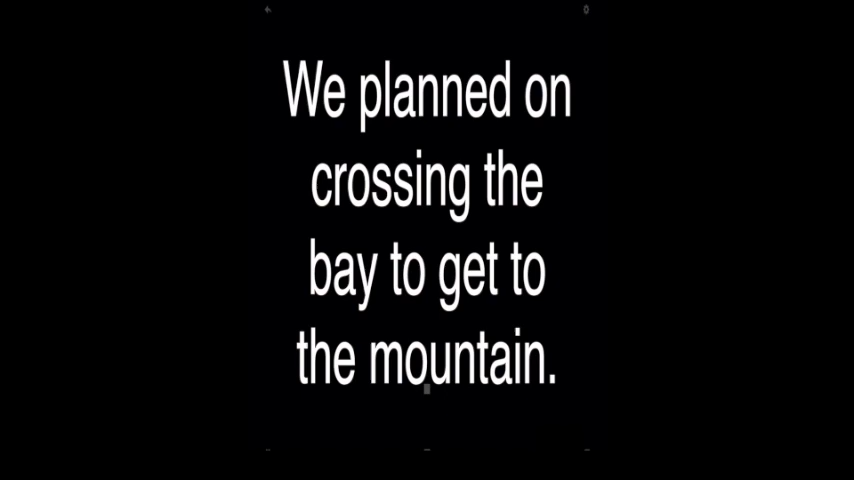 We planned on
crossing the
bay to get to
the mountain.